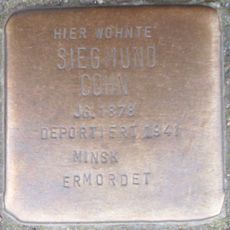 HIER WOHNTE
SIEGMUND
COHN
JG. 1878
DEPORTIERT 1941
MINSK
ERMORDET